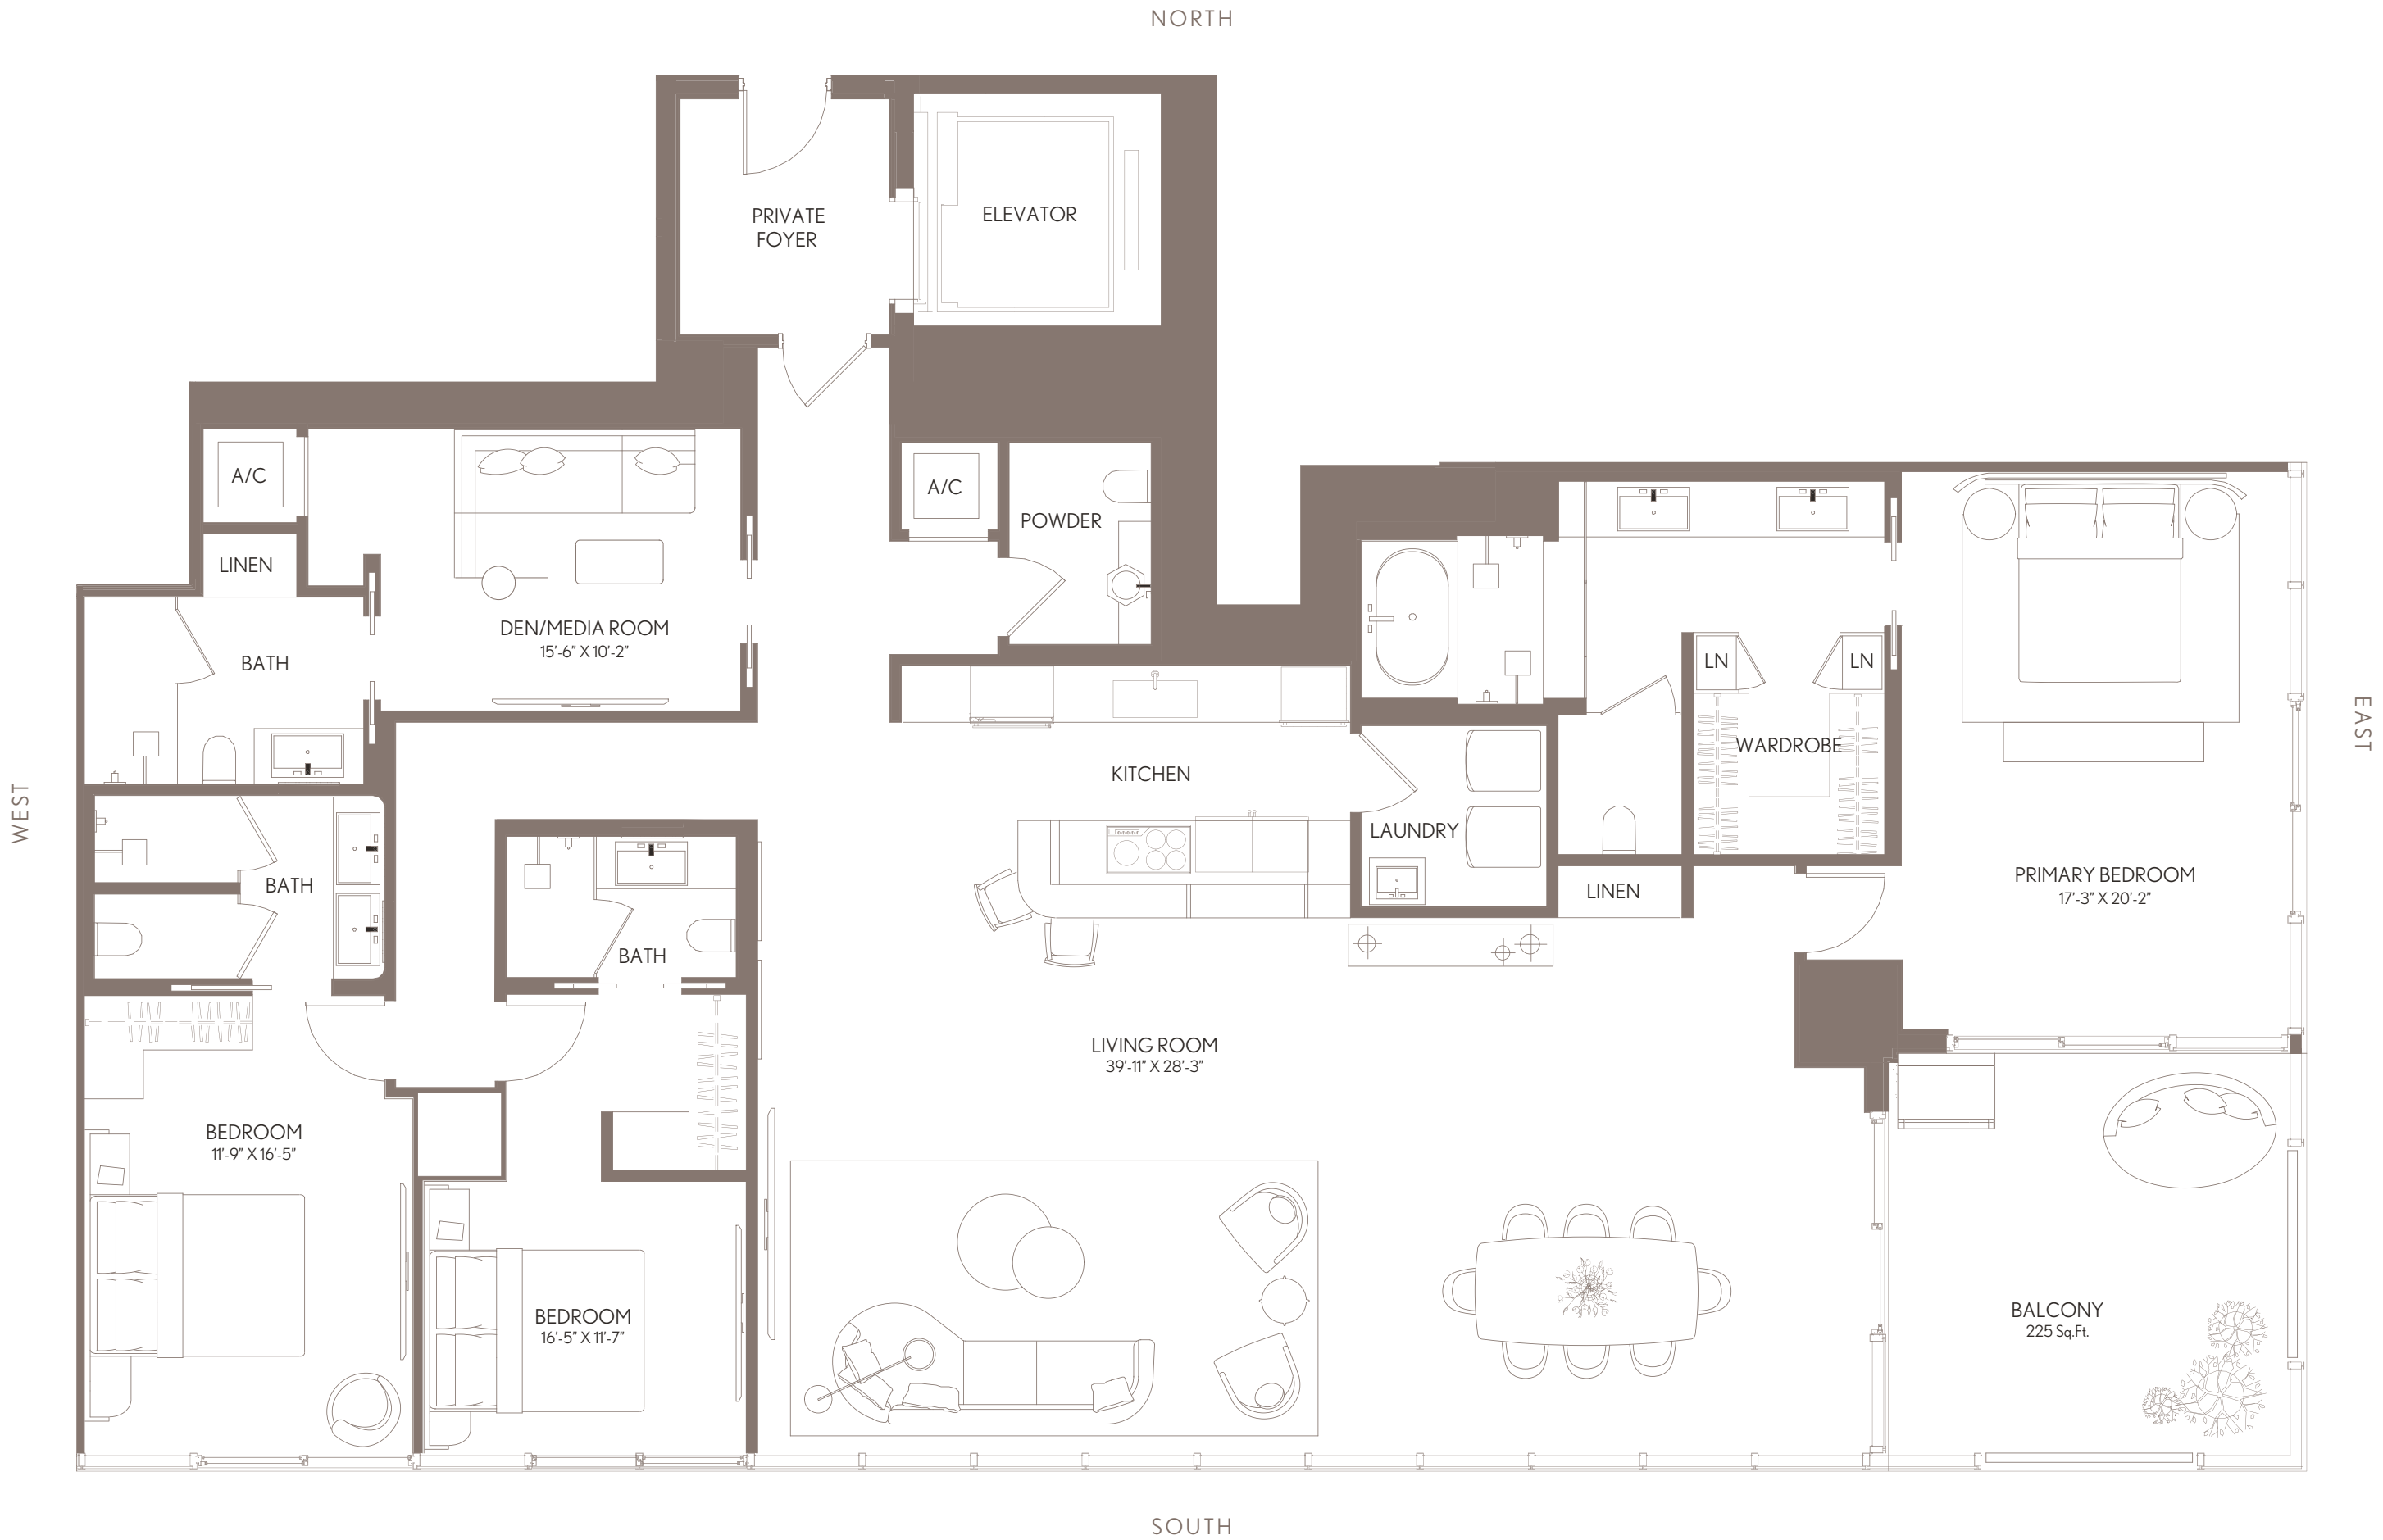 NORTH
PRIVATE
FOYER
ELEVATOR
A/C
A/C
POWDER
LINEN
DEN/MEDIA ROOM
15'-6” X 10'-2”
BATH
LN
LN
WARDROBE
EAST
WEST
KITCHEN
LAUNDRY
BATH
LINEN
PRIMARY BEDROOM
17'-3” X 20'-2”
BATH
LIVING ROOM
39'-11” X 28'-3”
BEDROOM
11'-9” X 16'-5”
BEDROOM
16'-5” X 11'-7”
BALCONY
225 Sq.Ft.
SOUTH